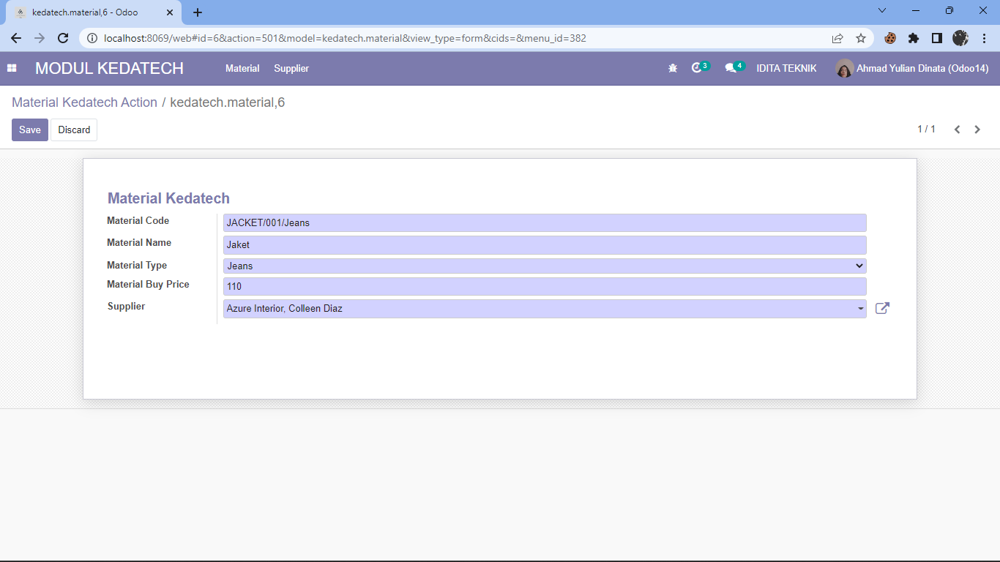 kedatech.material,6 - Odoo
localhost:8069/web#id=6&action=501&model=kedatech.material&view_type=form&cids=&menu_id=382
MODUL KEDATECH Material Supplier 3 4 IDITA TEKNIK Ahmad Yulian Dinata (Odoo14)
Material Kedatech Action / kedatech.material,6
Save Discard 1 / 1
Material Kedatech
Material Code JACKET/001/Jeans
Material Name Jaket
Material Type Jeans
Material Buy Price 110
Supplier Azure Interior, Colleen Diaz